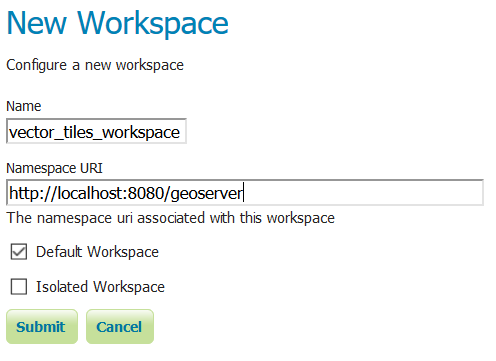 New Workspace
Configure a new workspace
Name
vector_tiles_workspace
Namespace URI
http://localhost:8080/geoserver
The namespace uri associated with this workspace
Default Workspace
Isolated Workspace
Submit Cancel